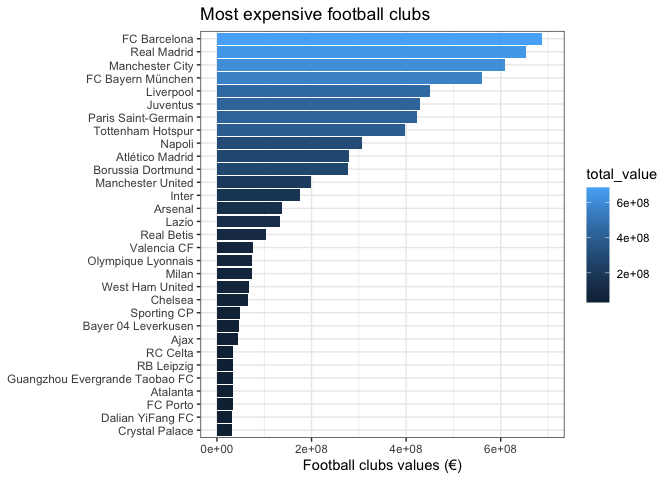 Most expensive football clubs
FC Barcelona
Real Madrid
Manchester City
FC Bayern München
Liverpool
Juventus
Paris Saint-Germain
Tottenham Hotspur
Napoli
Atlético Madrid
Borussia Dortmund
Manchester United
Inter
Arsenal
Lazio
Real Betis
Valencia CF
Olympique Lyonnais
Milan
West Ham United
Chelsea
Sporting CP
Bayer 04 Leverkusen
Ajax
RC Celta
RB Leipzig
Guangzhou Evergrande Taobao FC
Atalanta
FC Porto
Dalian YiFang FC
Crystal Palace
0e+00 2e+08 4e+08 6e+08
Football clubs values (€)
total_value
6e+08
4e+08
2e+08